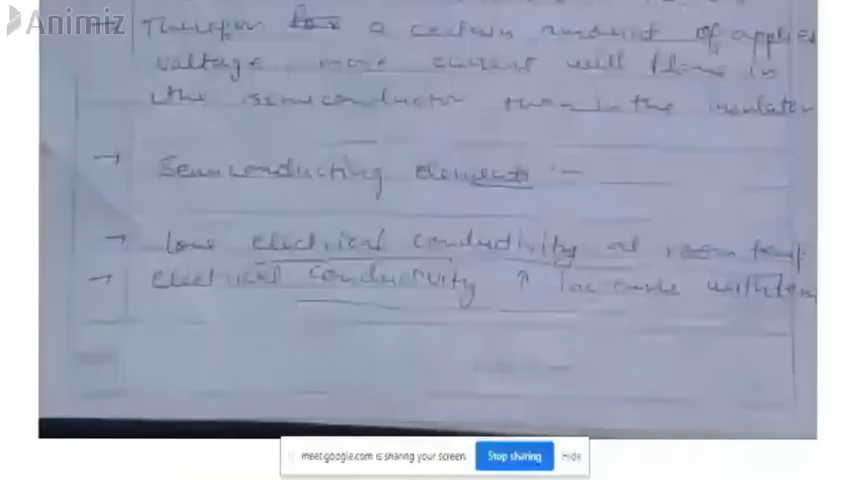 Animiz
→ Therefor a certain amount of applied
voltage more current will flow in
the semiconductor than in the insulator
→ Semiconducting elements :-
→ Low electrical conductivity at room temp
→ electrical conductivity ↑ Increase with tem
meet.google.com is sharing your screen Stop sharing Hide